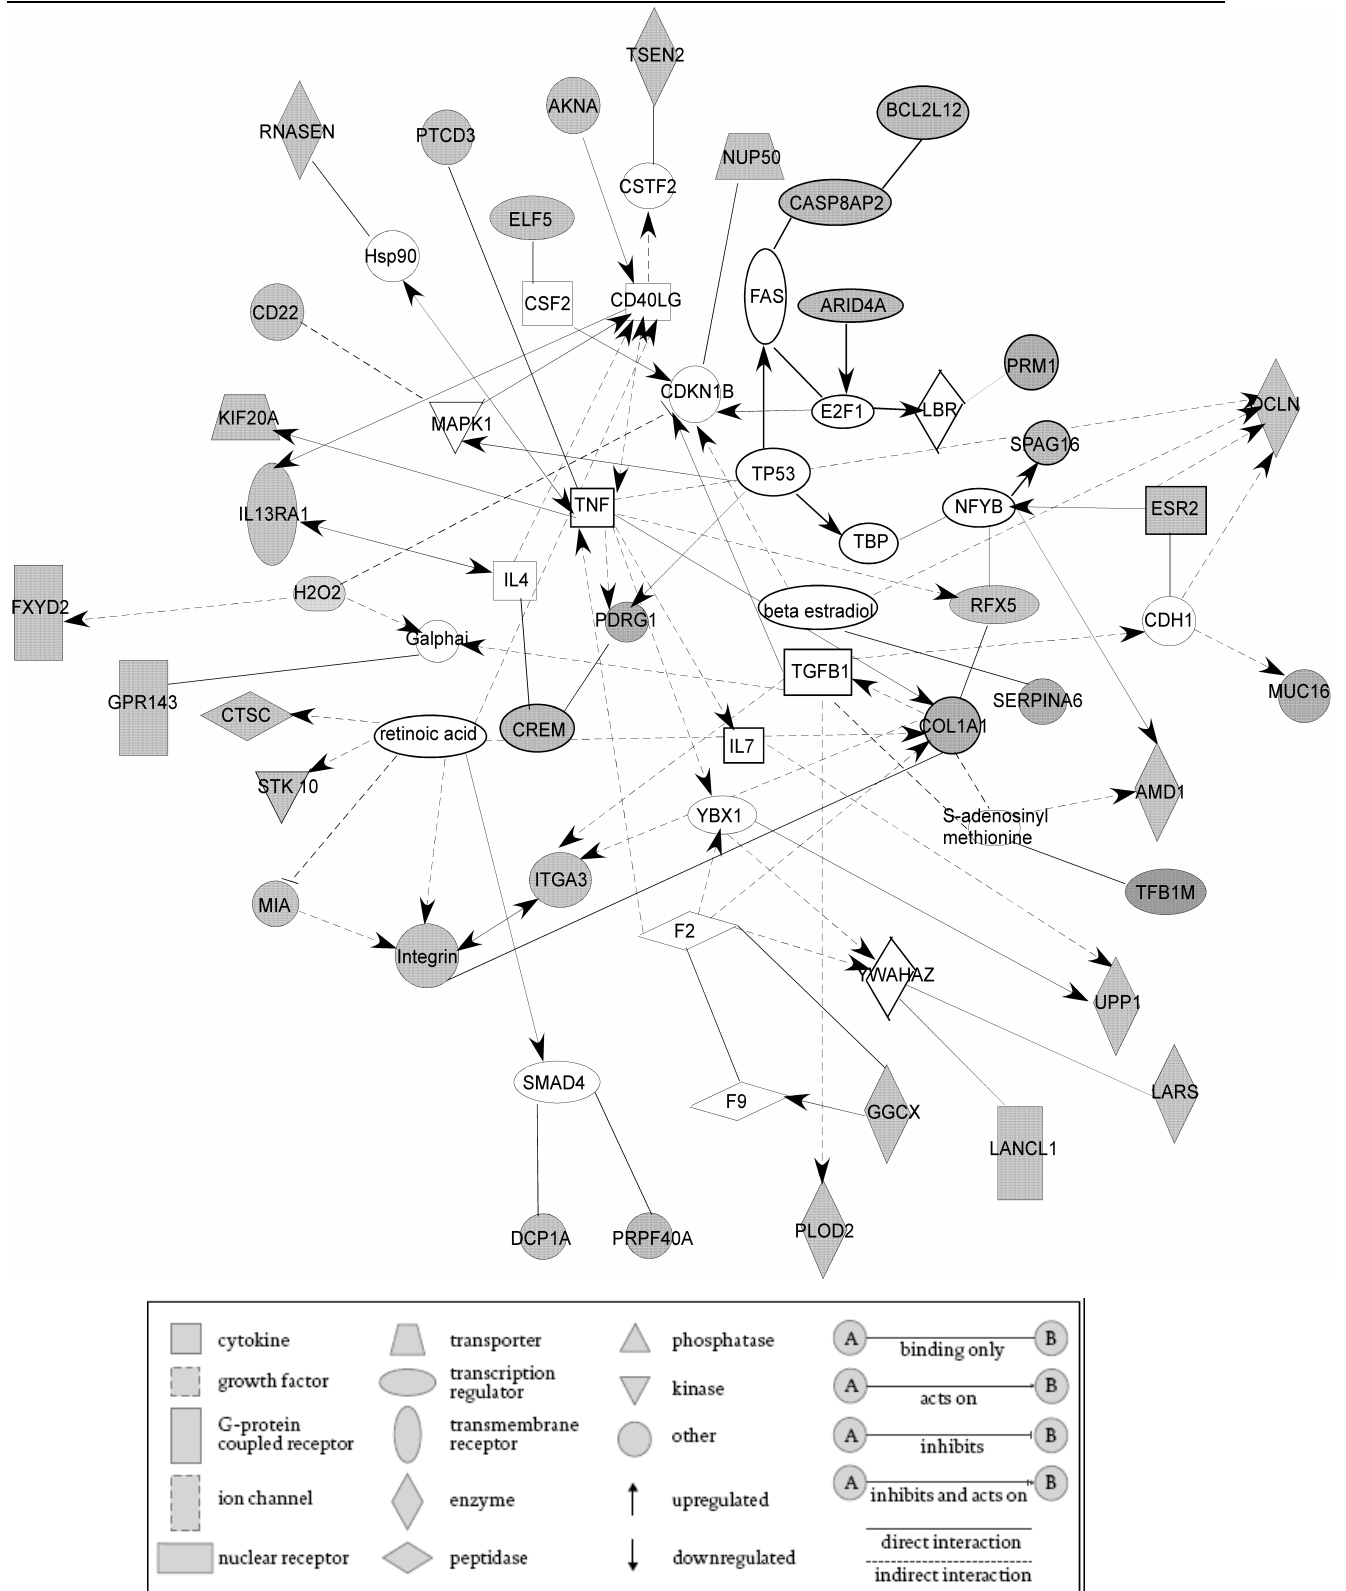 TSEN2
AKNA
BCL2L12
RNASEN
PTCD3
NUP50
CSTF2
CASP8AP2
ELF5
Hsp90
FAS
CD22
CSF2
CD40LG
ARID4A
PRM1
CDKN1B
KIF20A
MAPK1
E2F1
LBR
OCLN
SPAG16
TP53
IL13RA1
TNF
NFYB
ESR2
TBP
IL4
H2O2
FXYD2
PDRG1
beta estradiol
RFX5
CDH1
Galphai
TGFB1
GPR143
SERPINA6
MUC16
CTSC
retinoic acid
CREM
COL1A1
IL7
STK 10
AMD1
YBX1
S-adenosinyl
methionine
ITGA3
TFB1M
MIA
F2
Integrin
YWAHAZ
UPP1
SMAD4
LARS
F9
GGCX
LANCL1
DCP1A
PRPF40A
PLOD2
cytokine
growth factor
G-protein
coupled receptor
ion channel
nuclear receptor
transporter
transcription
regulator
transmembrane
receptor
enzyme
peptidase
phosphatase
kinase
other
upregulated
downregulated
A B
binding only
A B
acts on
A B
inhibits
A B
inhibits and acts on
direct interaction
indirect interaction